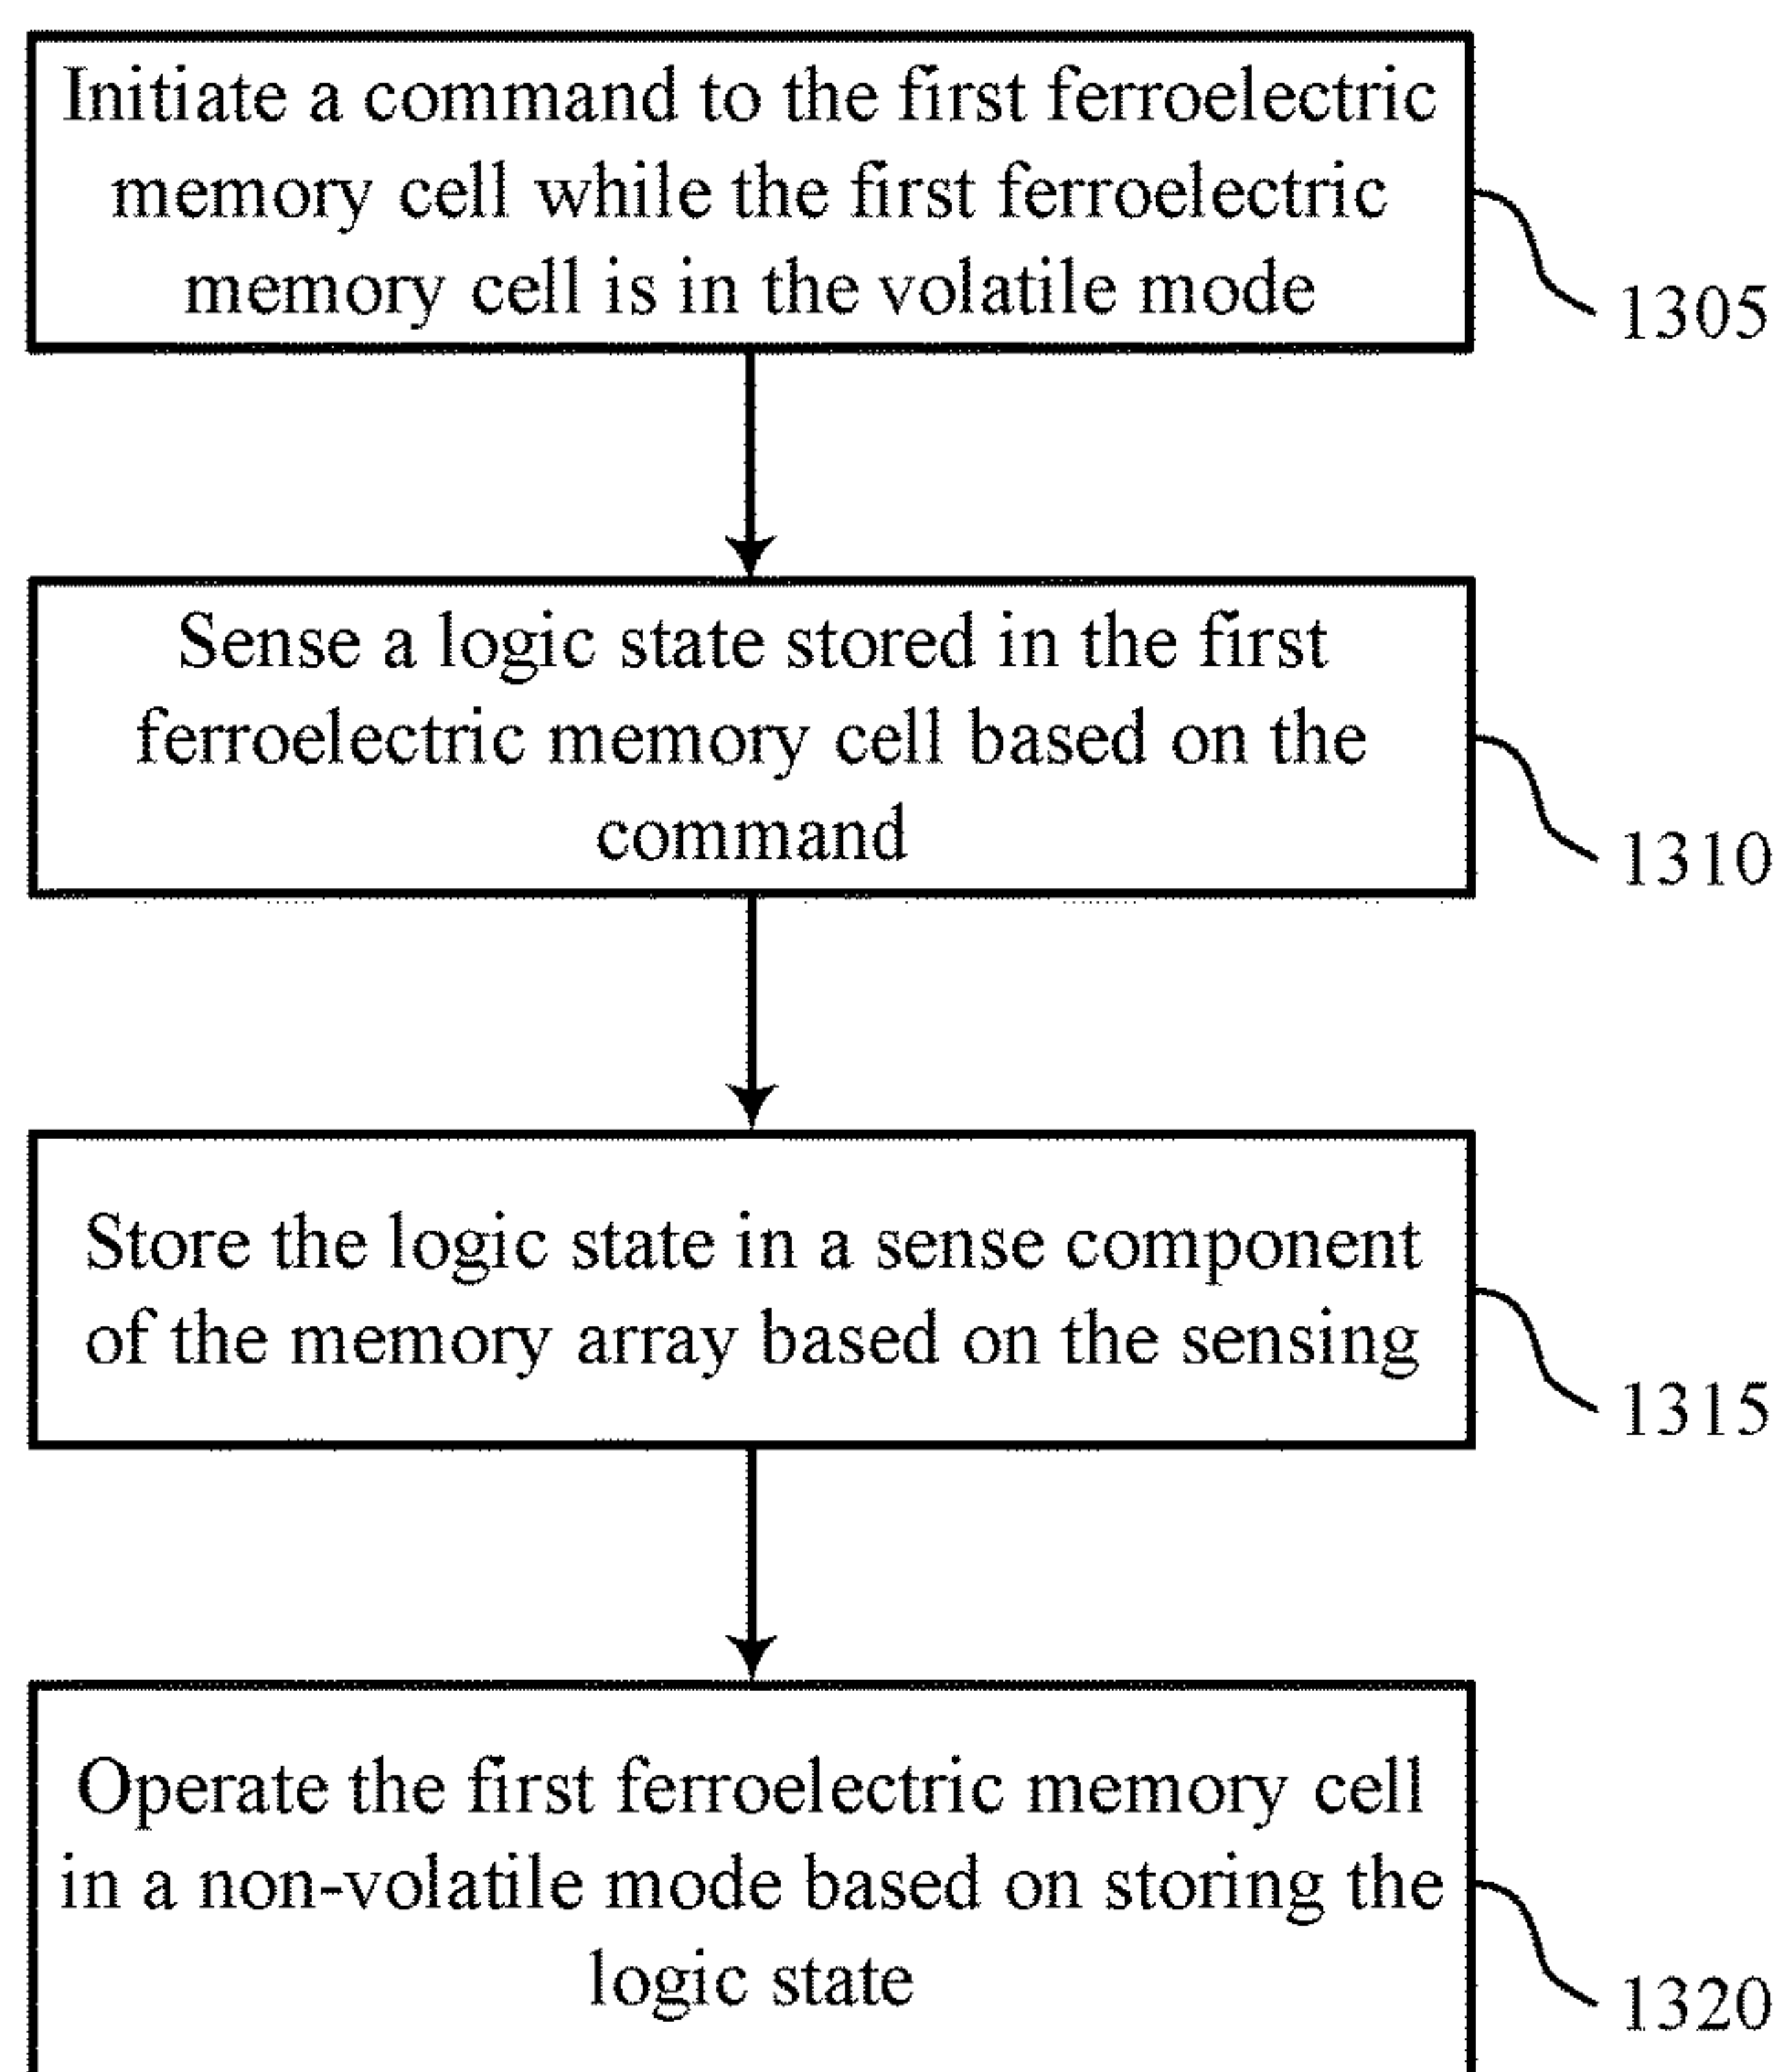 Initiate a command to the first ferroelectric
memory cell while the first ferroelectric
memory cell is in the volatile mode
1305
Sense a logic state stored in the first
ferroelectric memory cell based on the
command
1310
Store the logic state in a sense component
of the memory array based on the sensing
1315
Operate the first ferroelectric memory cell
in a non-volatile mode based on storing the
logic state
1320